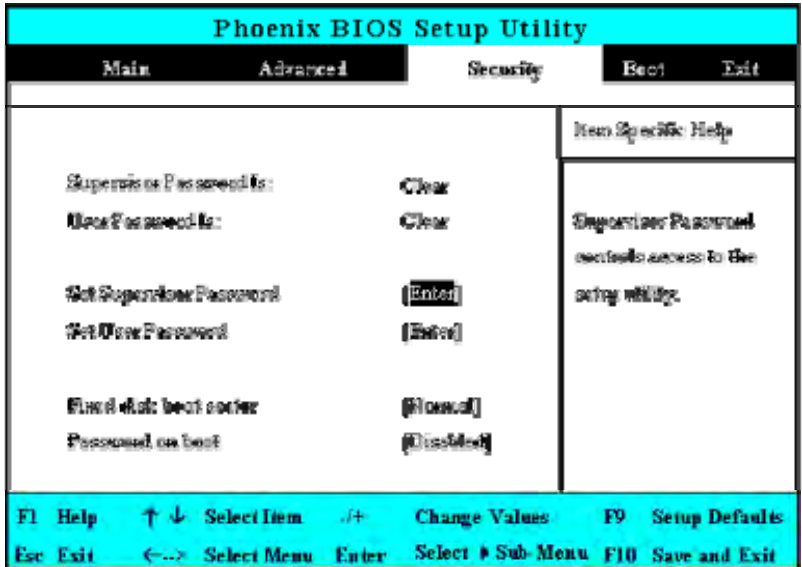 Phoenix BIOS Setup Utility
Main Advanced Security Boot Exit
Item Specific Help
Supervisor Password Is: Clear
User Password Is: Clear
Supervisor Password
controls access to the
setup utility.
Set Supervisor Password [Enter]
Set User Password [Enter]
Fixed disk boot sector [Normal]
Password on boot [Disabled]
F1 Help ↑ ↓ Select Item -/+ Change Values F9 Setup Defaults
Esc Exit <--> Select Menu Enter Select ▶ Sub-Menu F10 Save and Exit